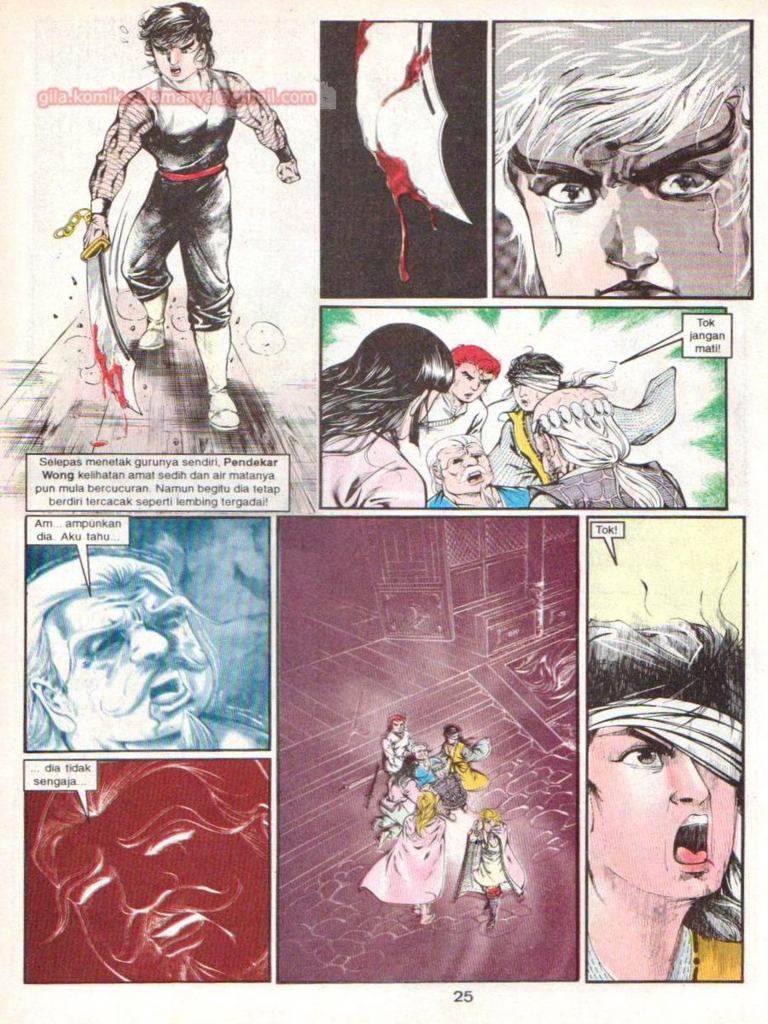 Selepas menetak gurunya sendiri, Pendekar
Wong kelihatan amat sedih dan air matanya
pun mula bercucuran. Namun begitu dia tetap
berdiri tercacak seperti lembing tergadai!
Tok
jangan
mati!
Am... ampunkan
dia. Aku tahu...
... dia tidak
sengaja...
Tok!
25